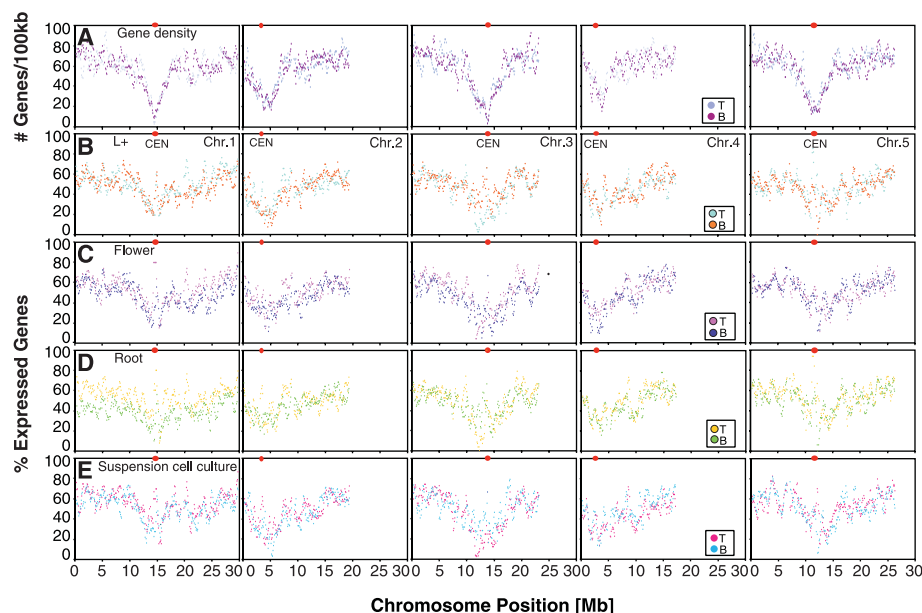 # Genes/100kb
% Expressed Genes
A
Gene density
100
80
60
40
20
0
T
B
B
L+
CEN
Chr.1
CEN
Chr.2
CEN
Chr.3
CEN
Chr.4
CEN
Chr.5
100
80
60
40
20
0
T
B
C
Flower
100
80
60
40
20
0
T
B
D
Root
100
80
60
40
20
0
T
B
E
Suspension cell culture
100
80
60
40
20
0
T
B
0 5 10 15 20 25 30 0 5 10 15 20 25 30 0 5 10 15 20 25 30 0 5 10 15 20 25 30 0 5 10 15 20 25 30
Chromosome Position [Mb]